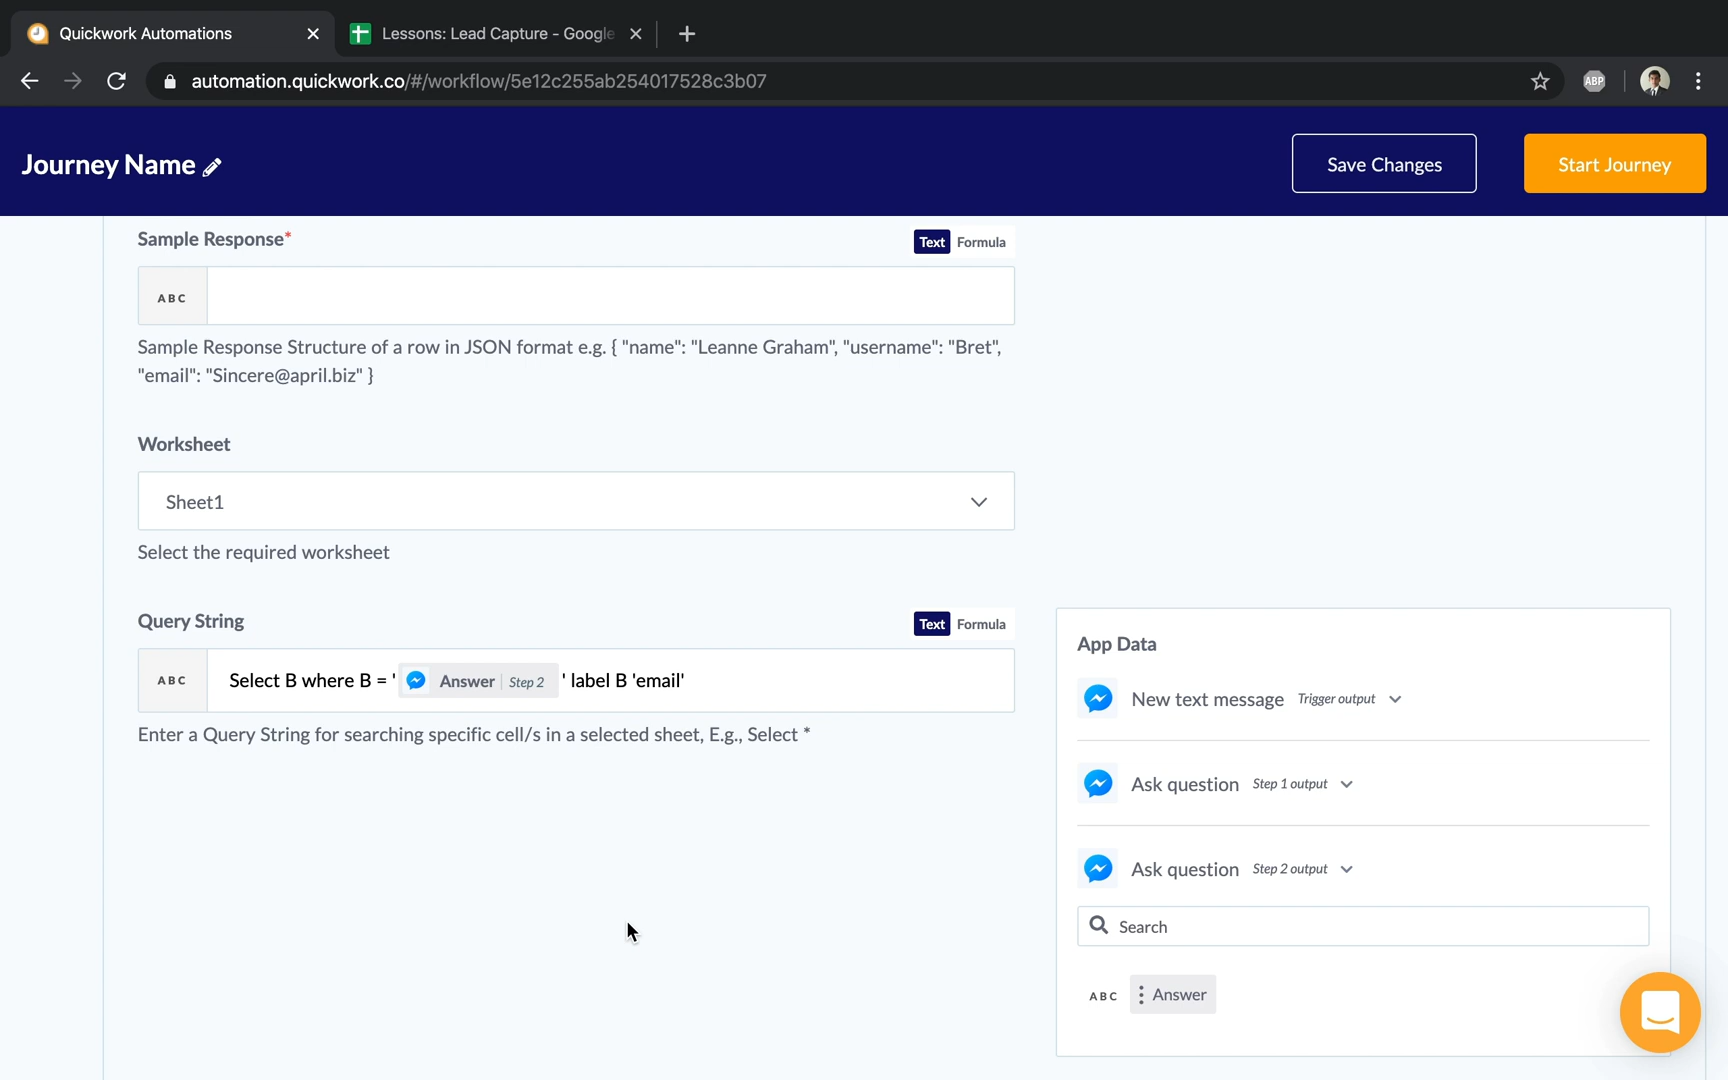 Quickwork Automations
Lessons: Lead Capture - Google
automation.quickwork.co/#/workflow/5e12c255ab254017528c3b07
ABP
Journey Name
Save Changes
Start Journey
Sample Response*
Text Formula
ABC
Sample Response Structure of a row in JSON format e.g. { "name": "Leanne Graham", "username": "Bret",
"email": "Sincere@april.biz" }
Worksheet
Sheet1
Select the required worksheet
Query String
Text Formula
ABC
Select B where B = ' Answer Step 2 ' label B 'email'
Enter a Query String for searching specific cell/s in a selected sheet, E.g., Select *
App Data
New text message Trigger output
Ask question Step 1 output
Ask question Step 2 output
Search
ABC Answer